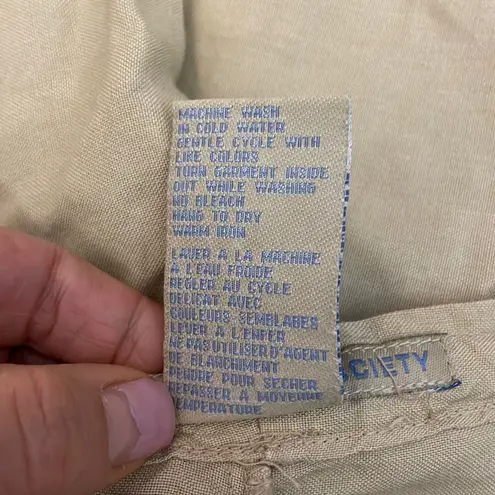 MACHINE WASH
IN COLD WATER
GENTLE CYCLE WITH
LIKE COLORS
TURN GARMENT INSIDE
OUT WHILE WASHING
NO BLEACH
HANG TO DRY
WARM IRON
LAVER A LA MACHINE
A L'EAU FROIDE
REGLER AU CYCLE
DELICAT AVEC
COULEURS SEMBLABES
LEVER A L'ENFER
NE PAS UTILISER D'AGENT
DE BLANCHIMENT
PENDRE POUR SECHER
REPASSER A MOYERRE
TEMPERATURE
CIETY